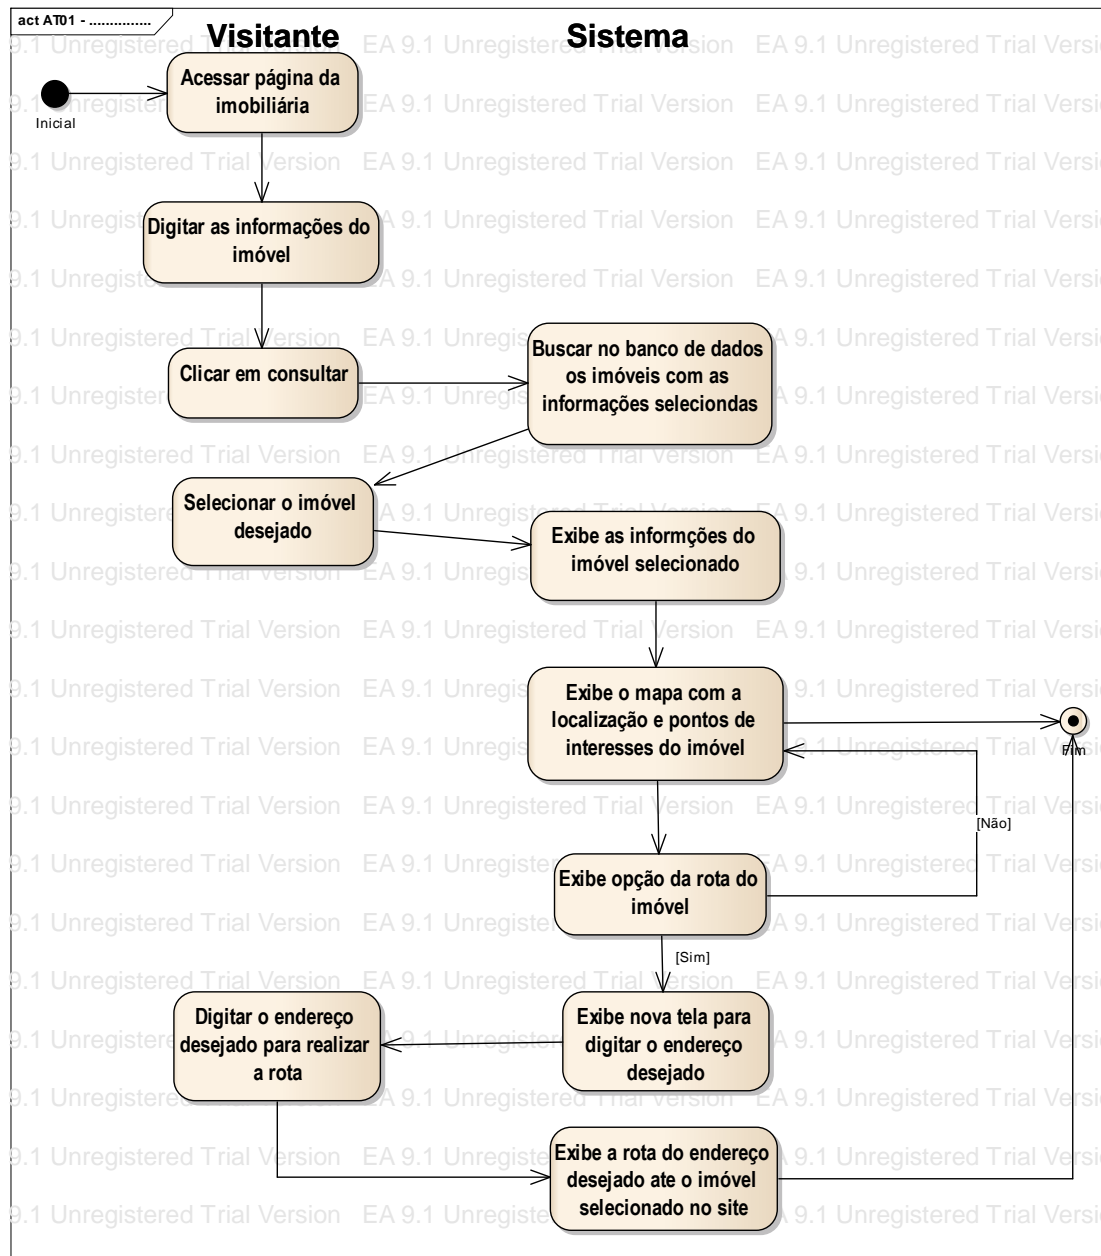 act AT01 - ...............
Visitante
Sistema
Inicial
Acessar página da
imobiliária
Digitar as informações do
imóvel
Clicar em consultar
Buscar no banco de dados
os imóveis com as
informações seleciondas
Selecionar o imóvel
desejado
Exibe as informções do
imóvel selecionado
Exibe o mapa com a
localização e pontos de
interesses do imóvel
Fim
[Não]
Exibe opção da rota do
imóvel
[Sim]
Exibe nova tela para
digitar o endereço
desejado
Digitar o endereço
desejado para realizar
a rota
Exibe a rota do endereço
desejado ate o imóvel
selecionado no site
EA 9.1 Unregistered Trial Version